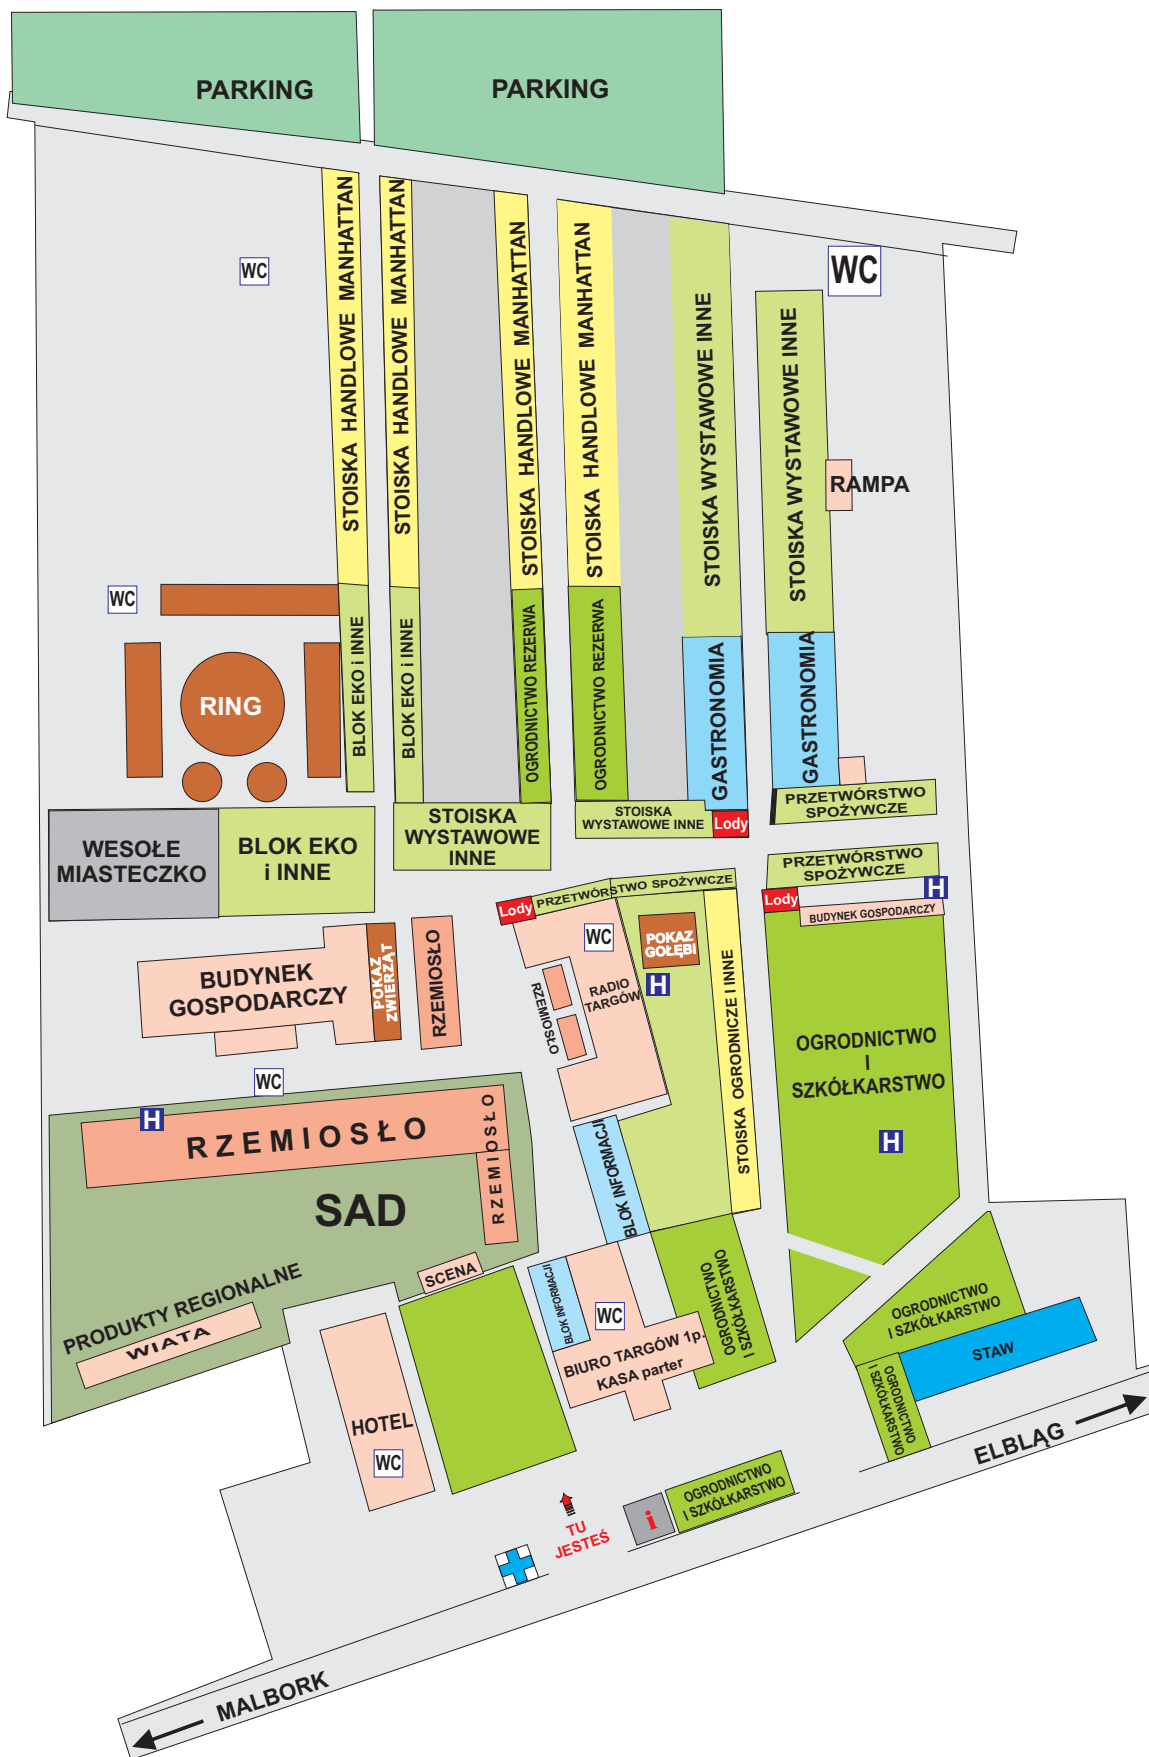 PARKING
PARKING
STOISKA HANDLOWE MANHATTAN
STOISKA HANDLOWE MANHATTAN
STOISKA HANDLOWE MANHATTAN
STOISKA HANDLOWE MANHATTAN
STOISKA WYSTAWOWE INNE
STOISKA WYSTAWOWE INNE
WC
WC
RAMPA
WC
RING
BLOK EKO i INNE
BLOK EKO i INNE
OGRODNICTWO REZERWA
OGRODNICTWO REZERWA
GASTRONOMIA
GASTRONOMIA
PRZETWÓRSTWO
SPOŻYWCZE
WESOŁE
MIASTECZKO
BLOK EKO
i INNE
STOISKA
WYSTAWOWE
INNE
STOISKA
WYSTAWOWE INNE
Lody
PRZETWÓRSTWO
SPOŻYWCZE
H
Lody
BUDYNEK GOSPODARCZY
Lody
PRZETWÓRSTWO SPOŻYWCZE
WC
POKAZ
GOŁĘBI
H
RADIO
TARGÓW
RZEMIOSŁO
STOISKA OGRODNICZE I INNE
BUDYNEK
GOSPODARCZY
POKAZ
ZWIERZĄT
RZEMIOSŁO
OGRODNICTWO
I
SZKÓŁKARSTWO
H
WC
H
RZEMIOSŁO
RZEMIOSŁO
RZEMIOSŁO
SAD
BLOK INFORMACJI
BLOK INFORMACJI
SCENA
PRODUKTY REGIONALNE
WIATA
WC
BIURO TARGÓW 1p.
KASA parter
OGRODNICTWO
I SZKÓŁKARSTWO
OGRODNICTWO
I SZKÓŁKARSTWO
STAW
OGRODNICTWO
I SZKÓŁKARSTWO
HOTEL
WC
ELBLĄG
OGRODNICTWO
I SZKÓŁKARSTWO
i
TU
JESTEŚ
MALBORK